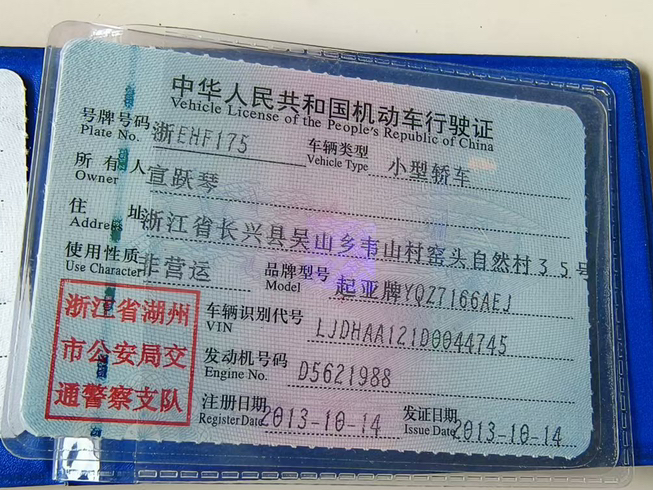 中华人民共和国机动车行驶证
Vehicle License of the People's Republic of China
号牌号码 浙EHF175 车辆类型 小型轿车
Plate No. Vehicle Type
所有人 宣跃琴
Owner
住址 浙江省长兴县吴山乡韦山村窑头自然村35号
Address
使用性质 非营运 品牌型号 起亚牌YQZ7166AEJ
Use Character Model
浙江省湖州
市公安局交
通警察支队
车辆识别代号 LJDHAA121D0044745
VIN
发动机号码 D5621988
Engine No.
注册日期 2013-10-14 发证日期 2013-10-14
Register Date Issue Date